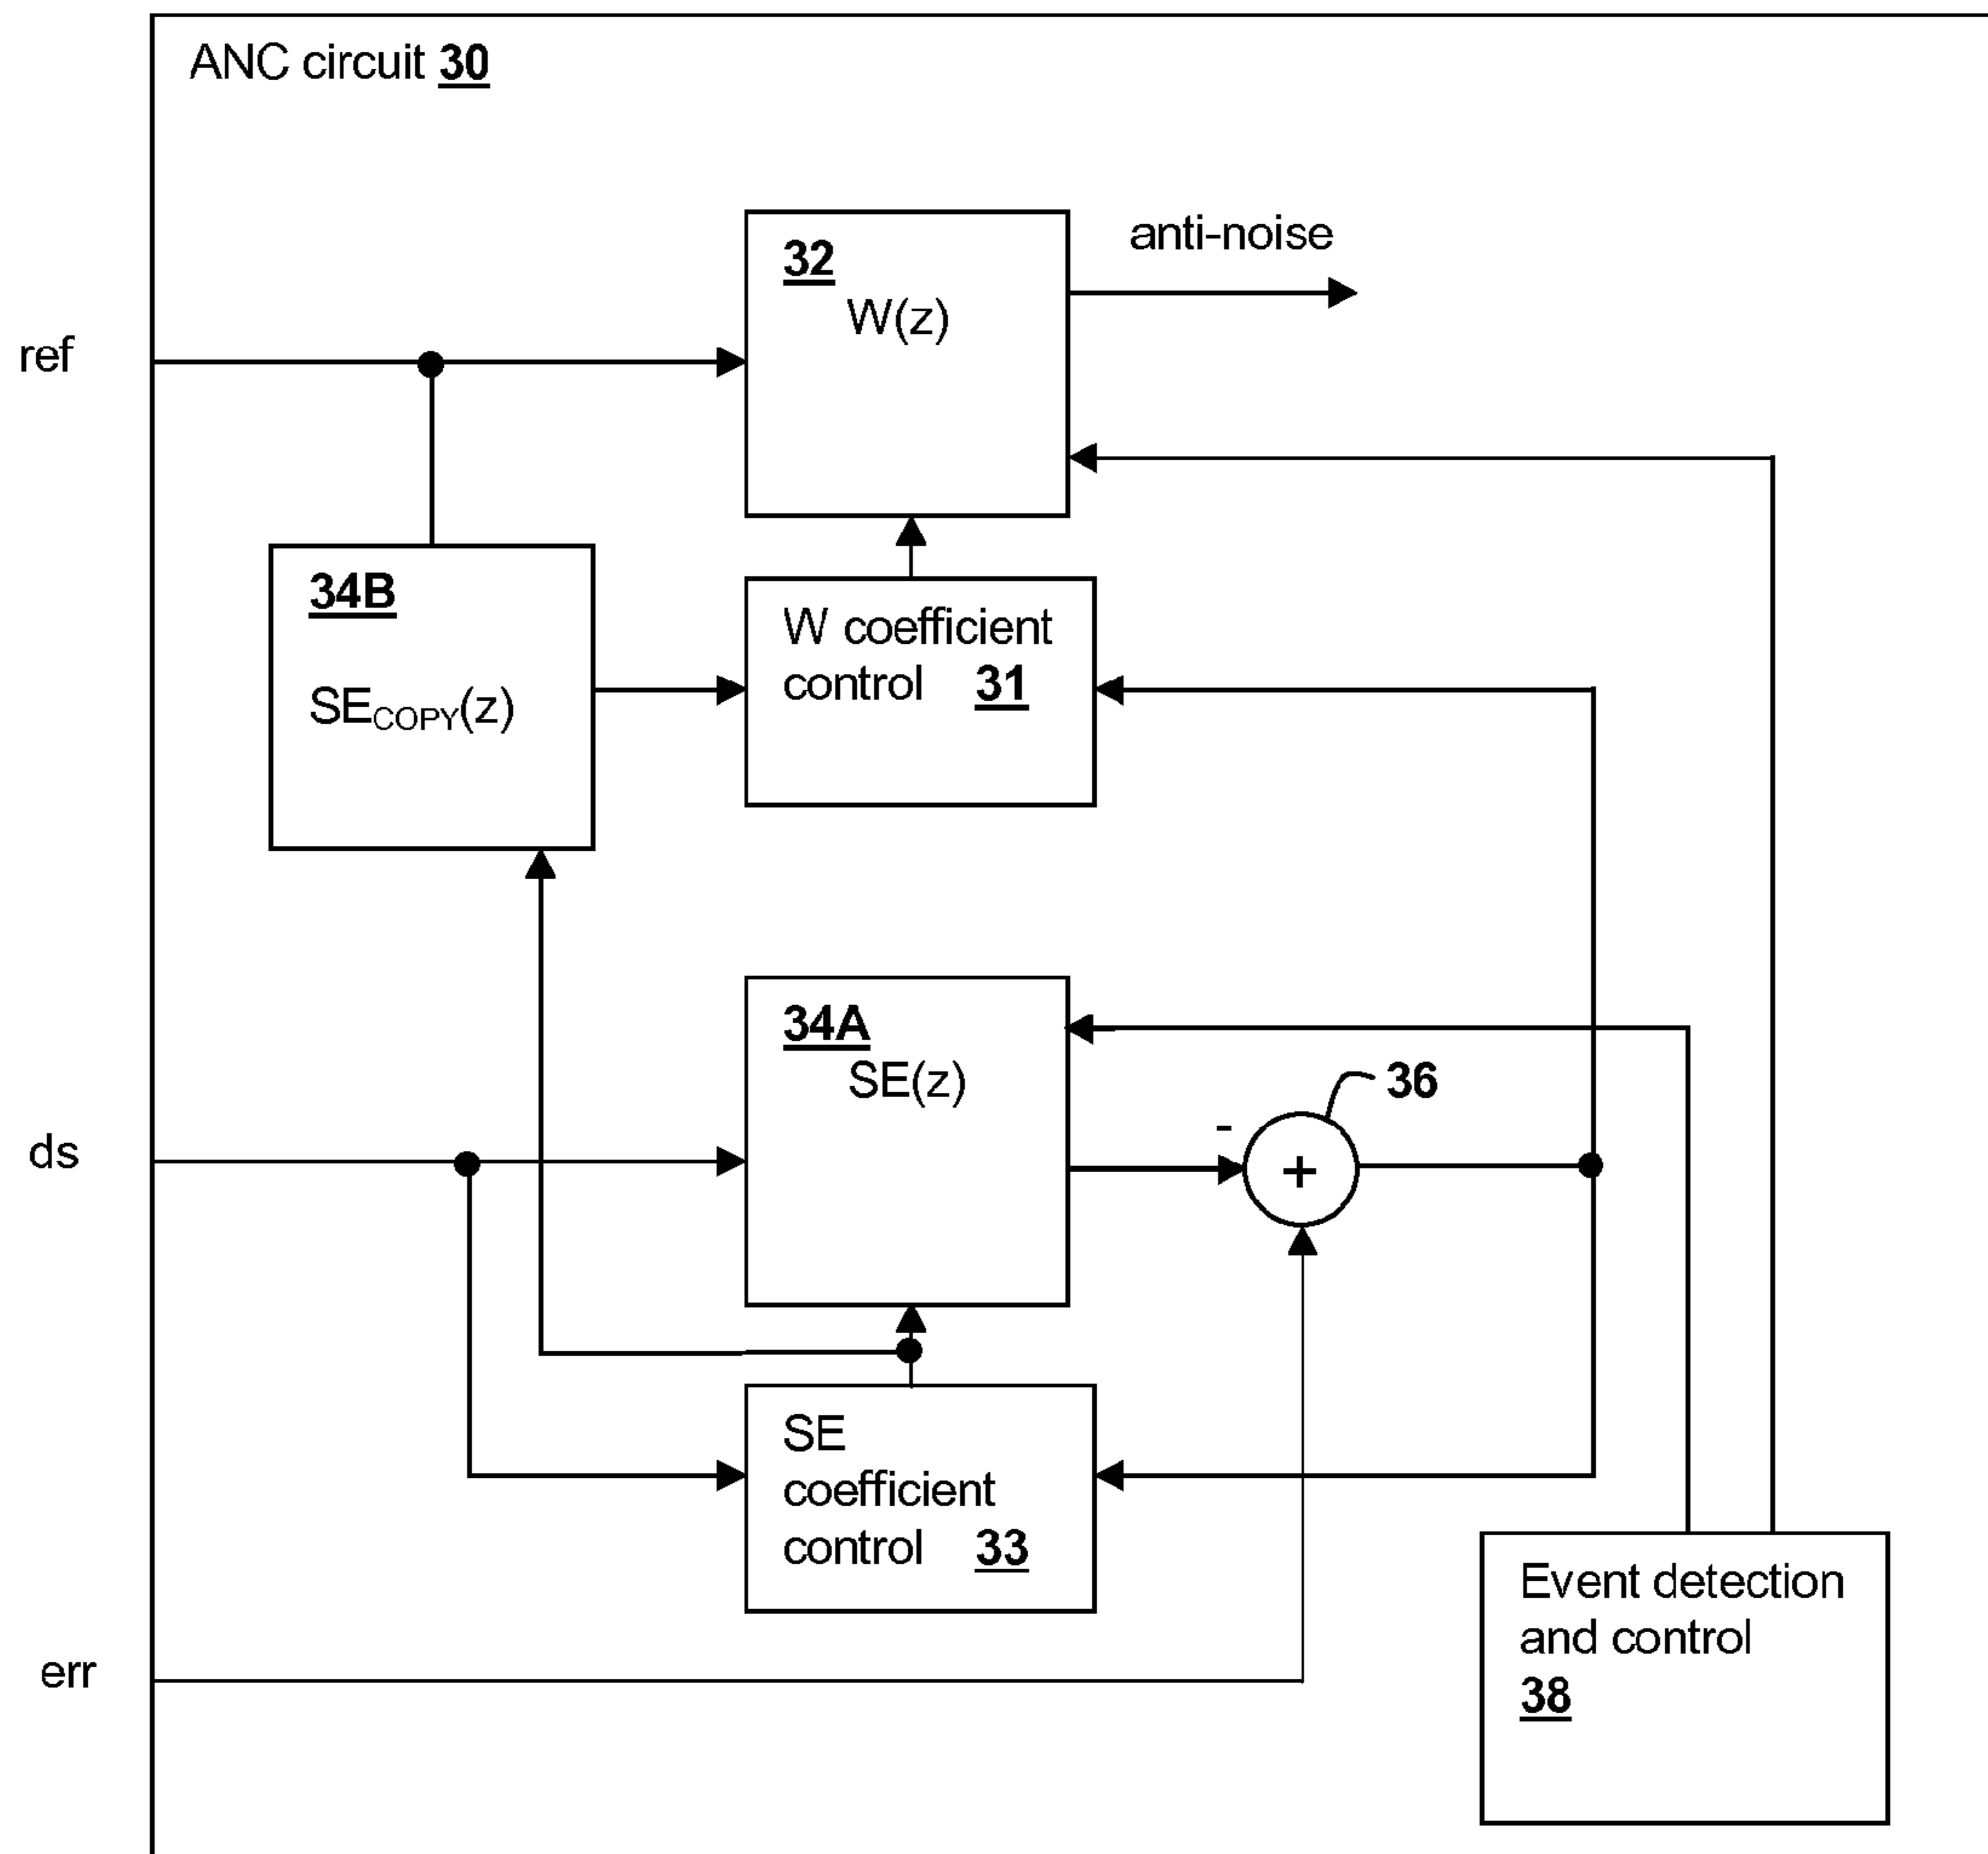 ANC circuit 30
anti-noise
32
W(z)
ref
34B
SECOPY(z)
W coefficient
control 31
34A
SE(z)
36
-
+
ds
SE
coefficient
control 33
err
Event detection
and control
38